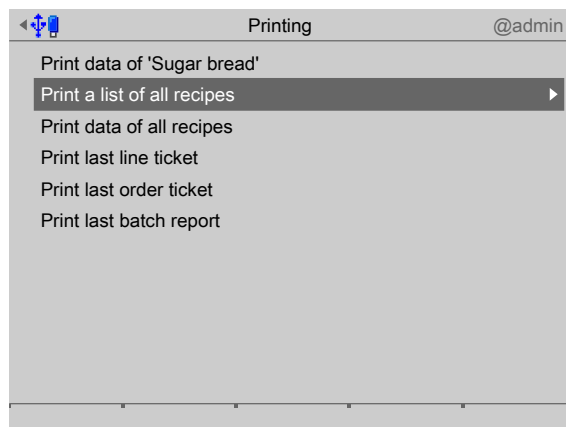 Printing @admin
Print data of 'Sugar bread'
Print a list of all recipes
Print data of all recipes
Print last line ticket
Print last order ticket
Print last batch report